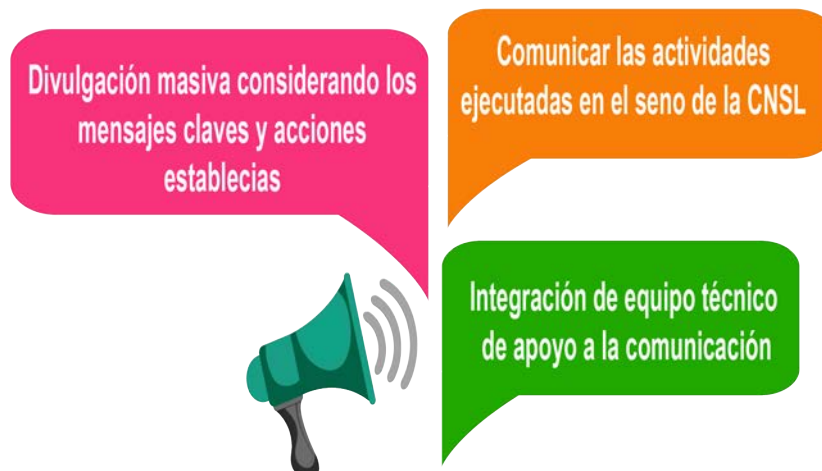 Divulgación masiva considerando los
mensajes claves y acciones
establecias
Comunicar las actividades
ejecutadas en el seno de la CNSL
Integración de equipo técnico
de apoyo a la comunicación